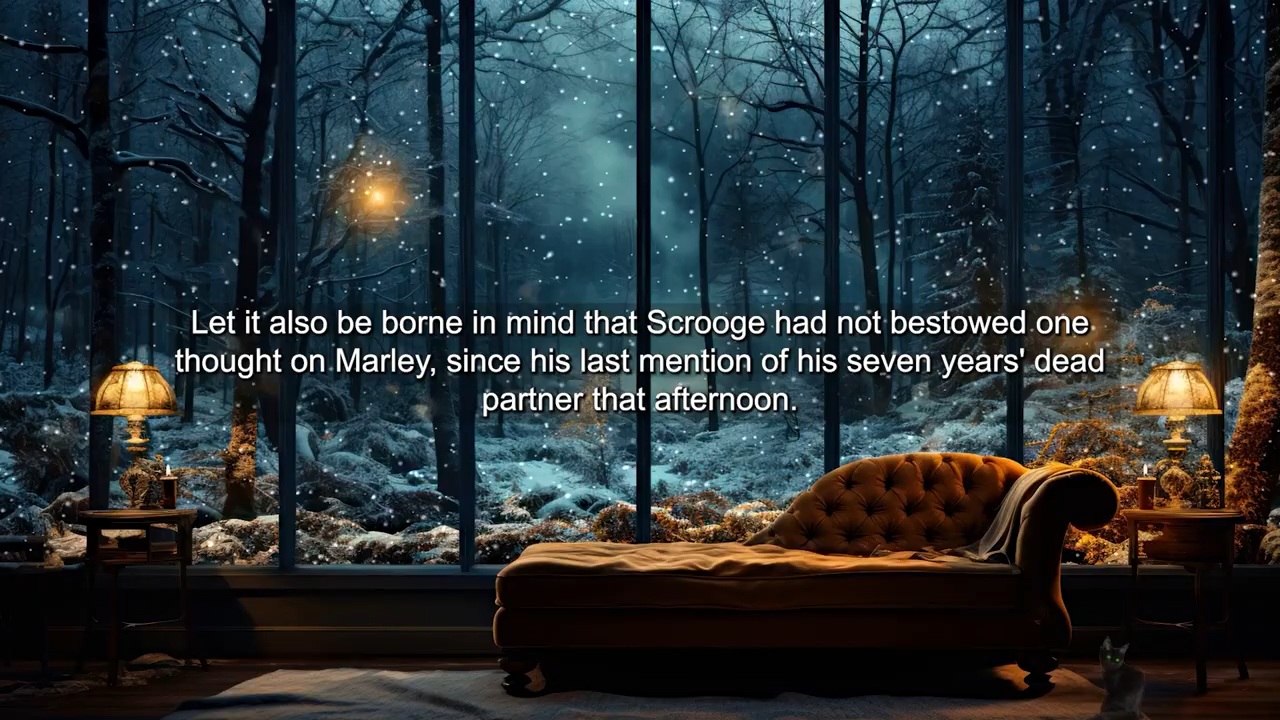 Let it also be borne in mind that Scrooge had not bestowed one
thought on Marley, since his last mention of his seven years' dead
partner that afternoon.